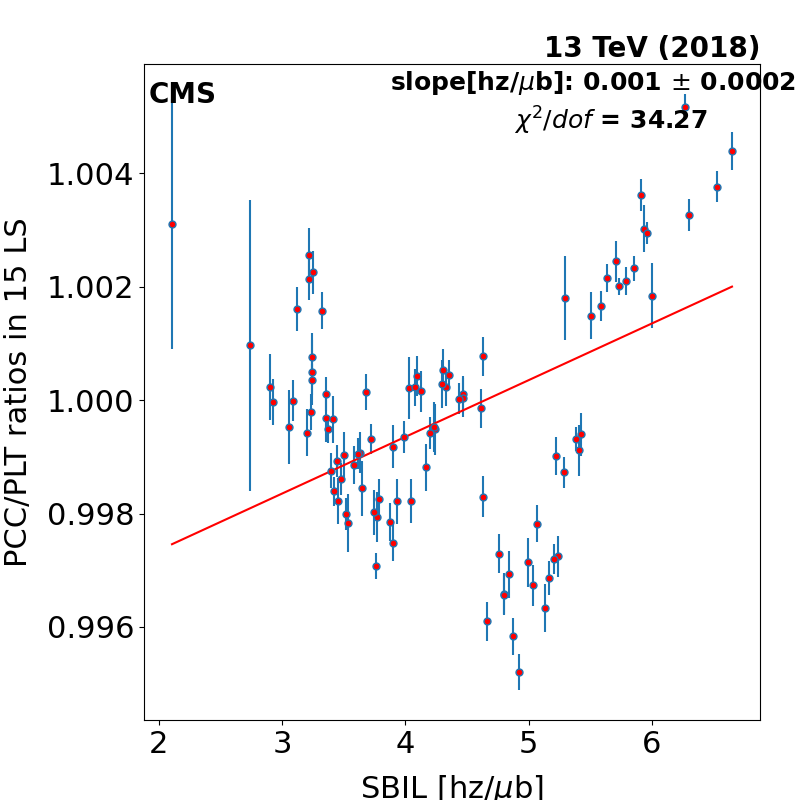 13 TeV (2018)
CMS
slope[hz/μb]: 0.001 ± 0.0002
χ²/dof = 34.27
PCC/PLT ratios in 15 LS
1.004
1.002
1.000
0.998
0.996
2 3 4 5 6
SBIL [hz/μb]